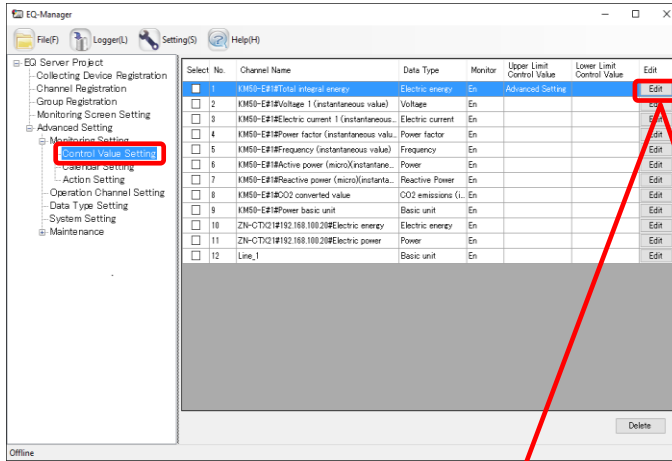 EQ-Manager
File(F) Logger(L) Setting(S) Help(H)
EQ Server Project
Collecting Device Registration
Channel Registration
Group Registration
Monitoring Screen Setting
Advanced Setting
Monitoring Setting
Control Value Setting
Calendar Setting
Action Setting
Operation Channel Setting
Data Type Setting
System Setting
Maintenance
Select No. Channel Name Data Type Monitor Upper Limit Control Value Lower Limit Control Value Edit
1 KM50-E#1#Total integral energy Electric energy En Advanced Setting Edit
2 KM50-E#1#Voltage 1 (instantaneous value) Voltage En
3 KM50-E#1#Electric current 1 (instantaneous... Electric current En Edit
4 KM50-E#1#Power factor (instantaneous valu... Power factor En Edit
5 KM50-E#1#Frequency (instantaneous value) Frequency En Edit
6 KM50-E#1#Active power (micro)(instantane... Power En Edit
7 KM50-E#1#Reactive power (micro)(instanta... Reactive Power En Edit
8 KM50-E#1#CO2 converted value CO2 emissions (i... En Edit
9 KM50-E#1#Power basic unit Basic unit En Edit
10 ZN-CTX21#192.168.100.20#Electric energy Electric energy En Edit
11 ZN-CTX21#192.168.100.20#Electric power Power En Edit
12 Line_1 Basic unit En Edit
Delete
Offline